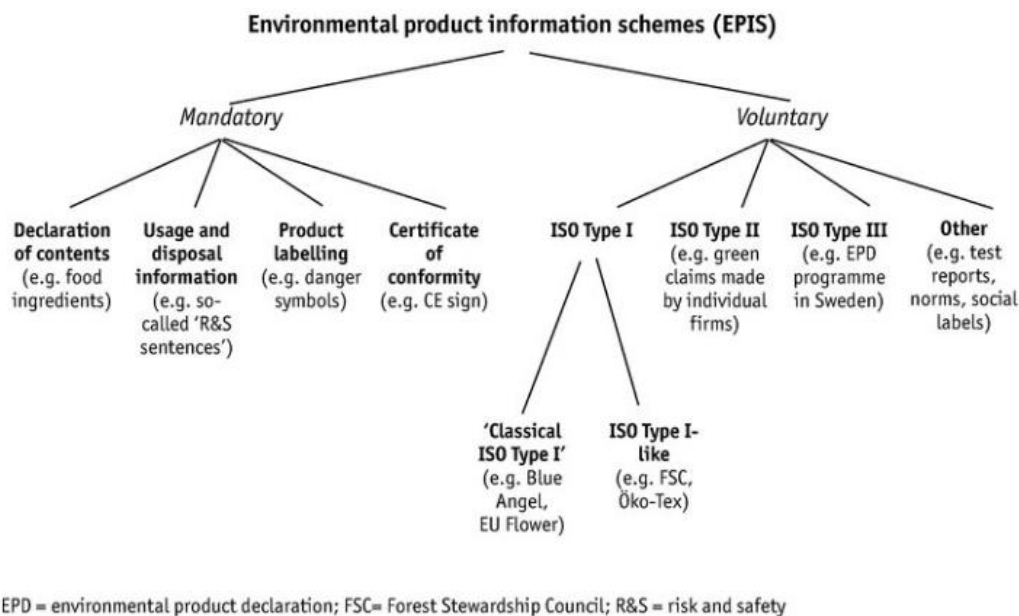 Environmental product information schemes (EPIS)
Mandatory
Voluntary
Declaration
of contents
(e.g. food
ingredients)
Usage and
disposal
information
(e.g. so-
called ‘R&S
sentences’)
Product
labelling
(e.g. danger
symbols)
Certificate
of
conformity
(e.g. CE sign)
ISO Type I
ISO Type II
(e.g. green
claims made
by individual
firms)
ISO Type III
(e.g. EPD
programme
in Sweden)
Other
(e.g. test
reports,
norms, social
labels)
‘Classical
ISO Type I’
(e.g. Blue
Angel,
EU Flower)
ISO Type I-
like
(e.g. FSC,
Öko-Tex)
EPD = environmental product declaration; FSC= Forest Stewardship Council; R&S = risk and safety